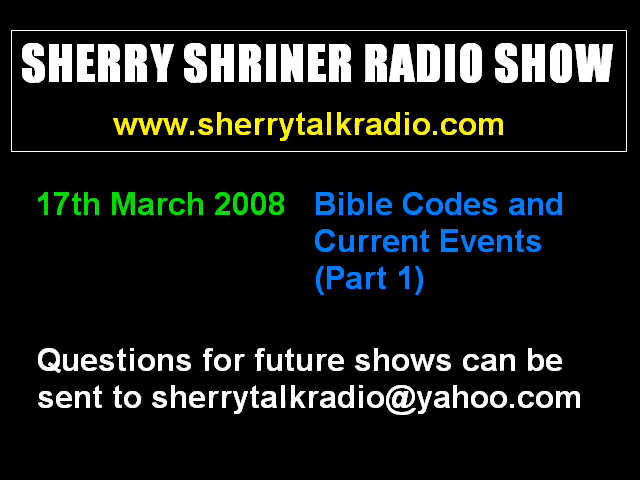 SHERRY SHRINER RADIO SHOW
www.sherrytalkradio.com
17th March 2008 Bible Codes and
Current Events
(Part 1)
Questions for future shows can be
sent to sherrytalkradio@yahoo.com